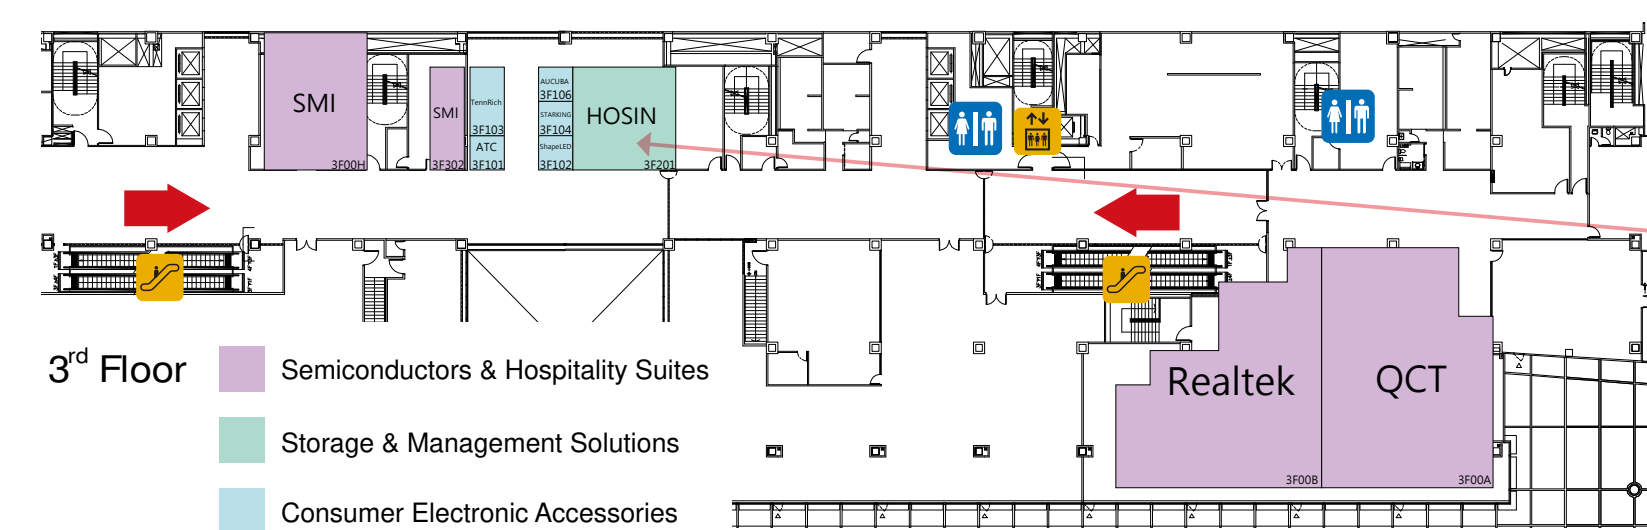 SMI
3F00H
SMI
3F302
TennRich
3F103
ATC
3F101
AUCUBA
3F106
STARKING
3F104
ShapeLED
3F102
HOSIN
3F201
3rd Floor
Semiconductors & Hospitality Suites
Storage & Management Solutions
Consumer Electronic Accessories
Realtek
3F00B
QCT
3F00A